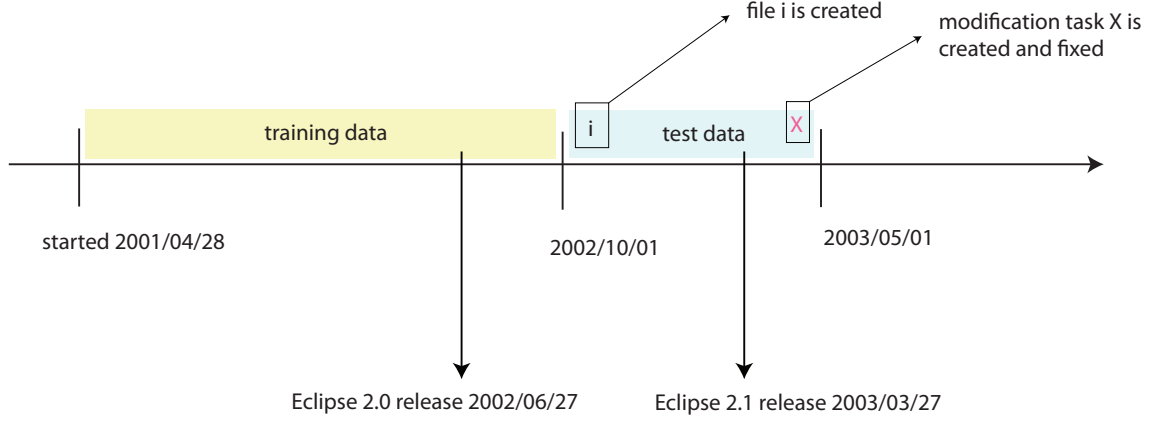 file i is created
modification task X is
created and fixed
training data
i
test data
X
started 2001/04/28
2002/10/01
2003/05/01
Eclipse 2.0 release 2002/06/27
Eclipse 2.1 release 2003/03/27